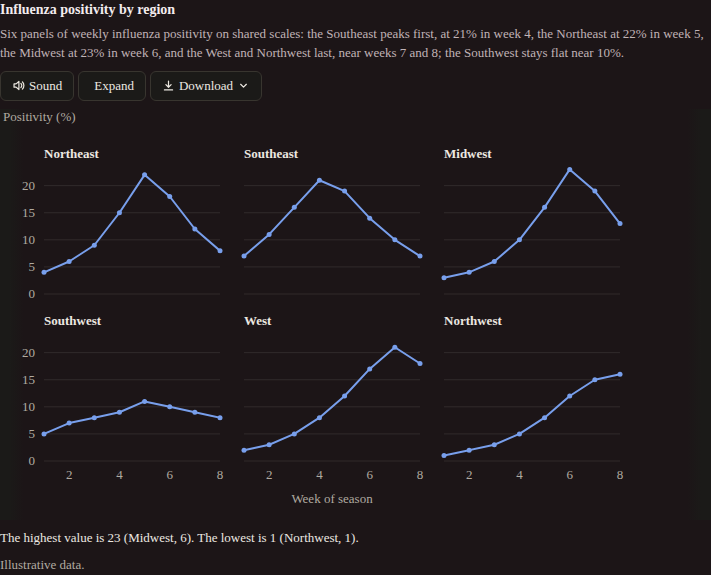 Influenza positivity by region
Six panels of weekly influenza positivity on shared scales: the Southeast peaks first, at 21% in week 4, the Northeast at 22% in week 5,
the Midwest at 23% in week 6, and the West and Northwest last, near weeks 7 and 8; the Southwest stays flat near 10%.
Sound Expand Download
Positivity (%)
Northeast Southeast Midwest
20
15
10
5
0
Southwest West Northwest
20
15
10
5
0
2 4 6 8 2 4 6 8 2 4 6 8
Week of season
The highest value is 23 (Midwest, 6). The lowest is 1 (Northwest, 1).
Illustrative data.